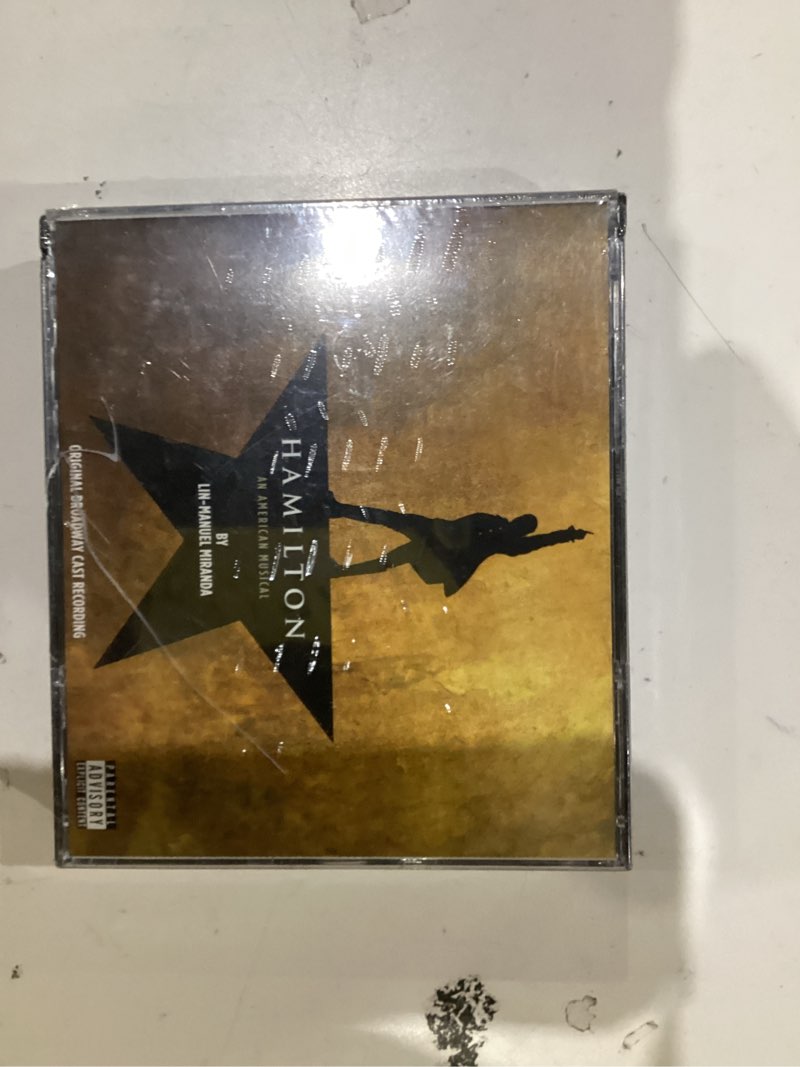 HAMILTON
AN AMERICAN MUSICAL
BY
LIN-MANUEL MIRANDA
ORIGINAL BROADWAY CAST RECORDING
PARENTAL
ADVISORY
EXPLICIT CONTENT